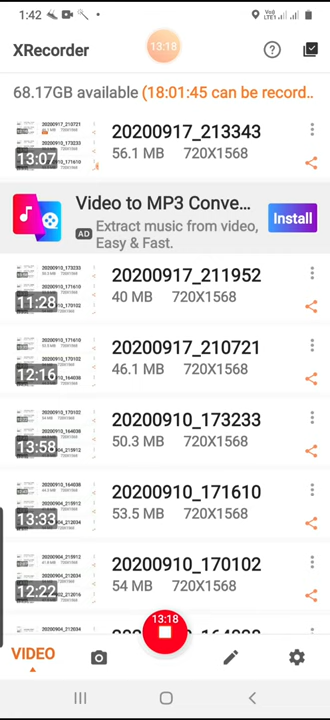 1:42
XRecorder
13:18
68.17GB available (18:01:45 can be record..
20200917_213343
13:07
56.1 MB 720X1568
Video to MP3 Conve...
AD Extract music from video,
Easy & Fast.
Install
20200917_211952
11:28
40 MB 720X1568
20200917_210721
12:16
46.1 MB 720X1568
20200910_173233
13:58
50.3 MB 720X1568
20200910_171610
13:33
53.5 MB 720X1568
20200910_170102
12:22
54 MB 720X1568
13:18
VIDEO